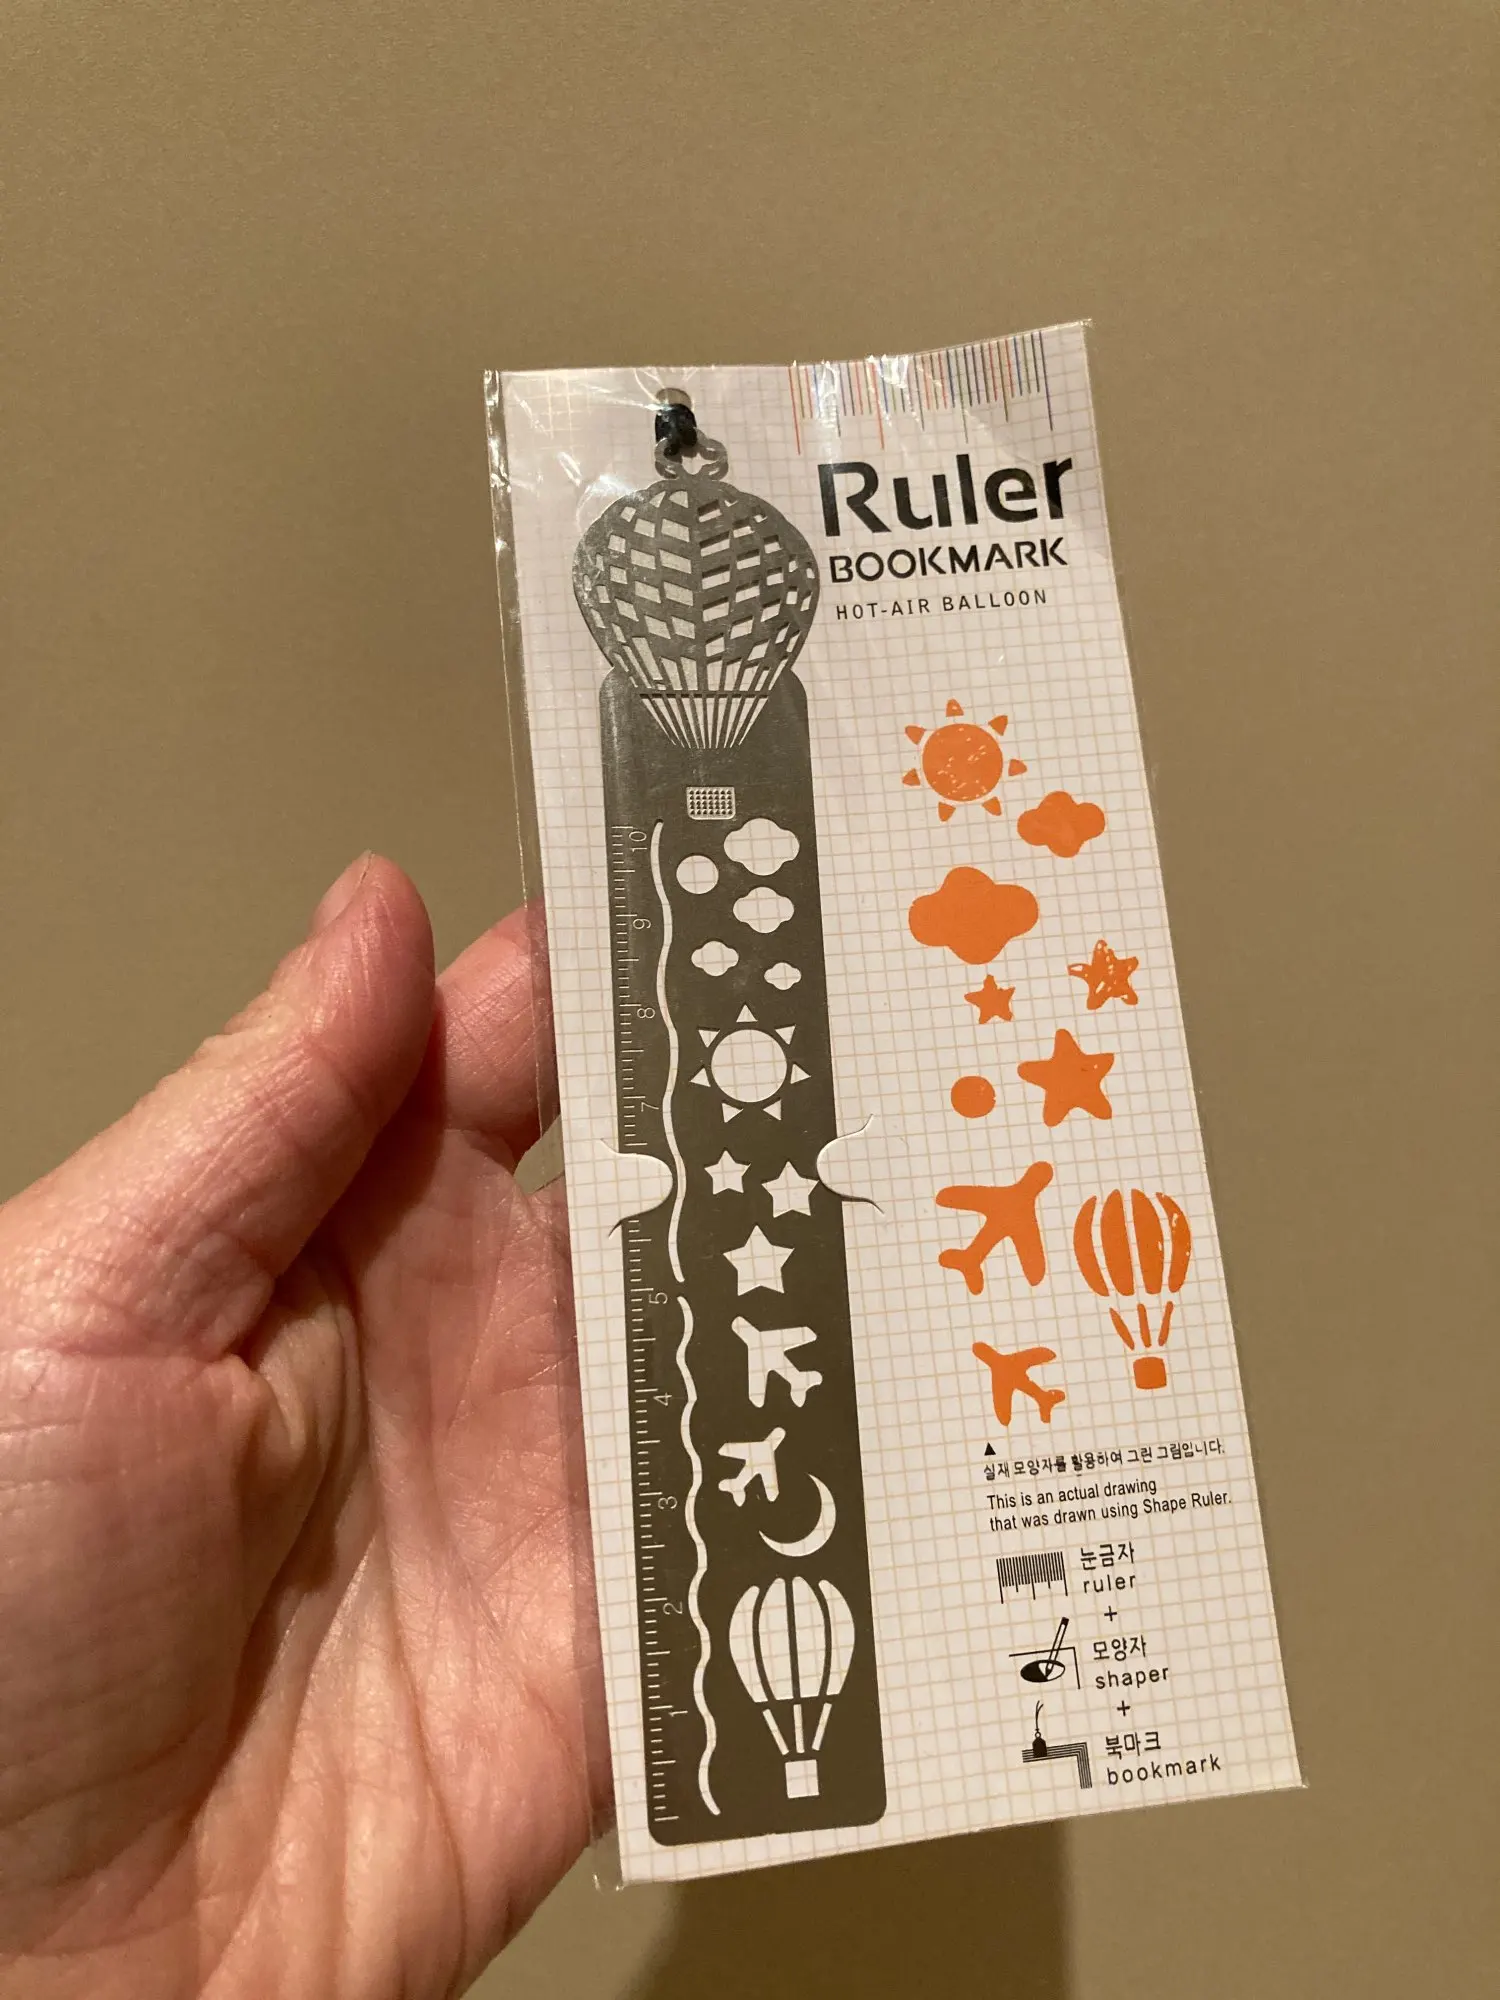 Ruler
BOOKMARK
HOT-AIR BALLOON
10
9
8
7
5
4
3
2
1
▲
실재 모양자를 활용하여 그린 그림입니다.
This is an actual drawing
that was drawn using Shape Ruler.
눈금자
ruler
+
모양자
shaper
+
북마크
bookmark